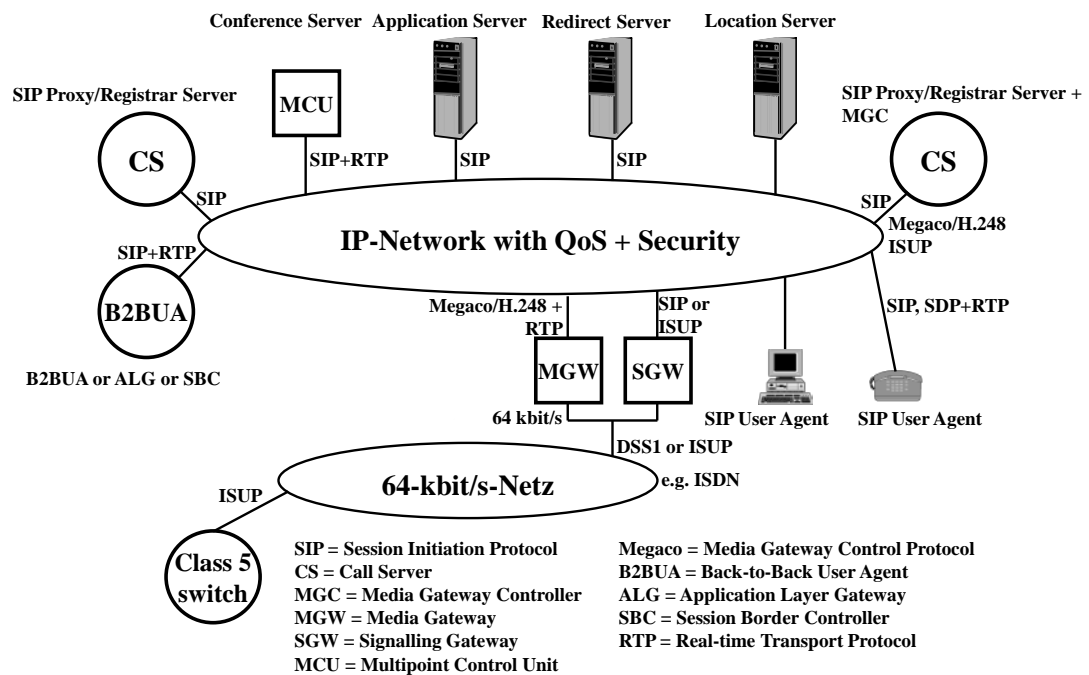 Conference Server
Application Server
Redirect Server
Location Server
SIP Proxy/Registrar Server
MCU
SIP Proxy/Registrar Server +
MGC
CS
CS
SIP+RTP
SIP
SIP
SIP
SIP
IP-Network with QoS + Security
Megaco/H.248
ISUP
SIP+RTP
B2BUA
B2BUA or ALG or SBC
Megaco/H.248 +
RTP
SIP or
ISUP
SIP, SDP+RTP
MGW
SGW
64 kbit/s
SIP User Agent
SIP User Agent
DSS1 or ISUP
64-kbit/s-Netz
e.g. ISDN
ISUP
Class 5
switch
SIP = Session Initiation Protocol
CS = Call Server
MGC = Media Gateway Controller
MGW = Media Gateway
SGW = Signalling Gateway
MCU = Multipoint Control Unit
Megaco = Media Gateway Control Protocol
B2BUA = Back-to-Back User Agent
ALG = Application Layer Gateway
SBC = Session Border Controller
RTP = Real-time Transport Protocol